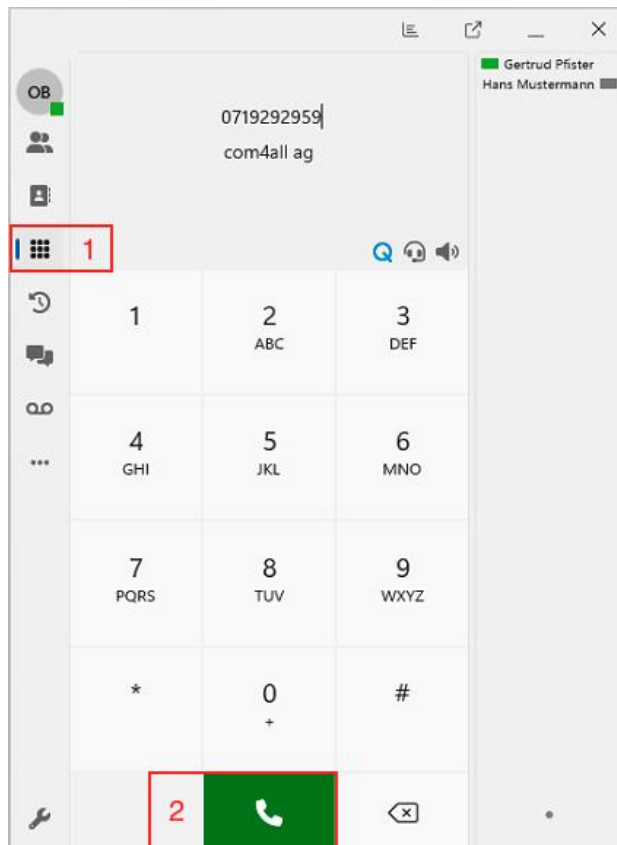 Gertrud Pfister
Hans Mustermann
OB
0719292959
com4all ag
1
1
2
3
ABC
DEF
4
5
6
GHI
JKL
MNO
7
8
9
PQRS
TUV
WXYZ
*
0
#
+
2